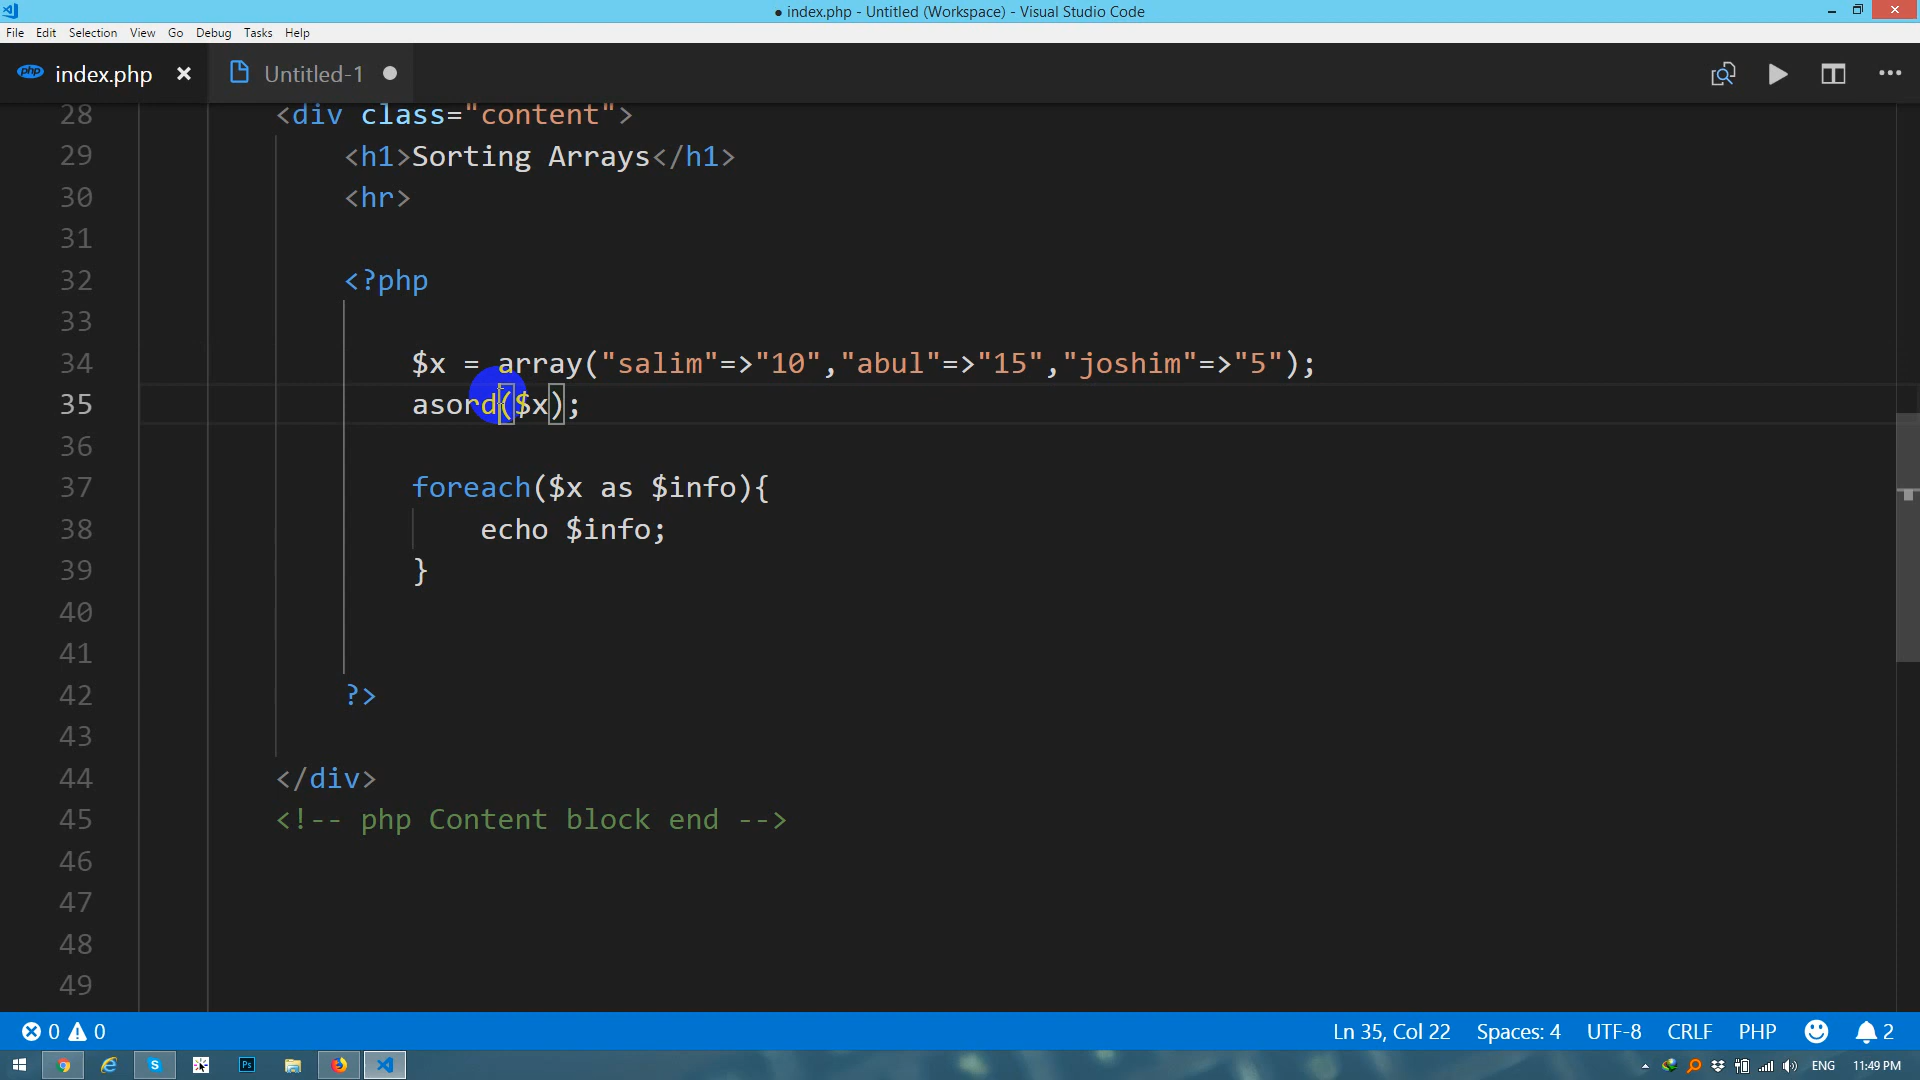 ● index.php - Untitled (Workspace) - Visual Studio Code
File Edit Selection View Go Debug Tasks Help
php index.php × Untitled-1 ●
28 <div class="content">
29 <h1>Sorting Arrays</h1>
30 <hr>
31
32 <?php
33
34 $x = array("salim"=>"10","abul"=>"15","joshim"=>"5");
35 asord($x);
36
37 foreach($x as $info){
38 echo $info;
39 }
40
41
42 ?>
43
44 </div>
45 <!-- php Content block end -->
46
47
48
49
0 0 Ln 35, Col 22 Spaces: 4 UTF-8 CRLF PHP 2
S Ps ENG 11:49 PM